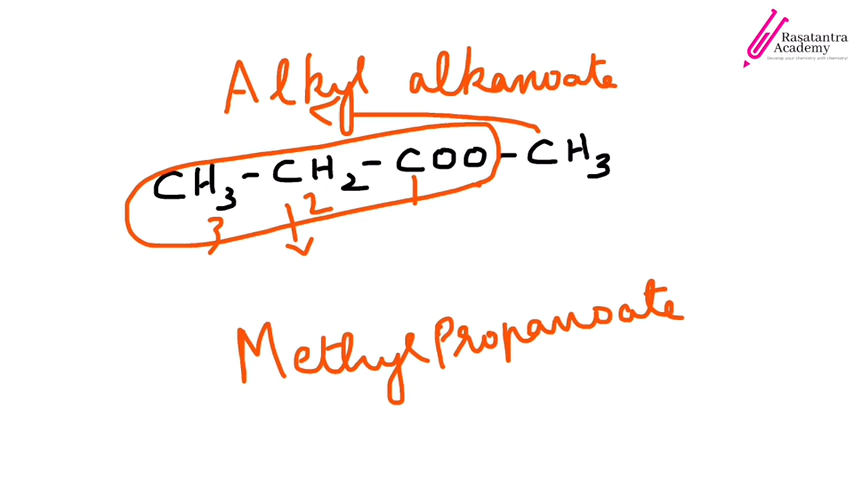 Rasatantra
Academy
Develop your chemistry with chemistry!
Alkyl alkanoate
CH3-CH2-COO-CH3
3 2 1
Methyl Propanoate